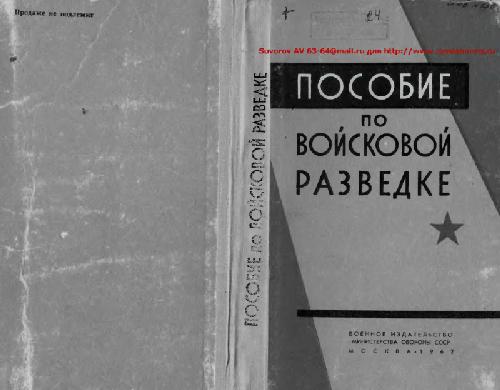 Продаже не подлежит
24
Suvorov AV 63-64@mail.ru для http://www.
ПОСОБИЕ ПО ВОЙСКОВОЙ РАЗВЕДКЕ
ПОСОБИЕ
ПО
ВОЙСКОВОЙ
РАЗВЕДКЕ
ВОЕННОЕ ИЗДАТЕЛЬСТВО
МИНИСТЕРСТВА ОБОРОНЫ СССР
МОСКВА-1967